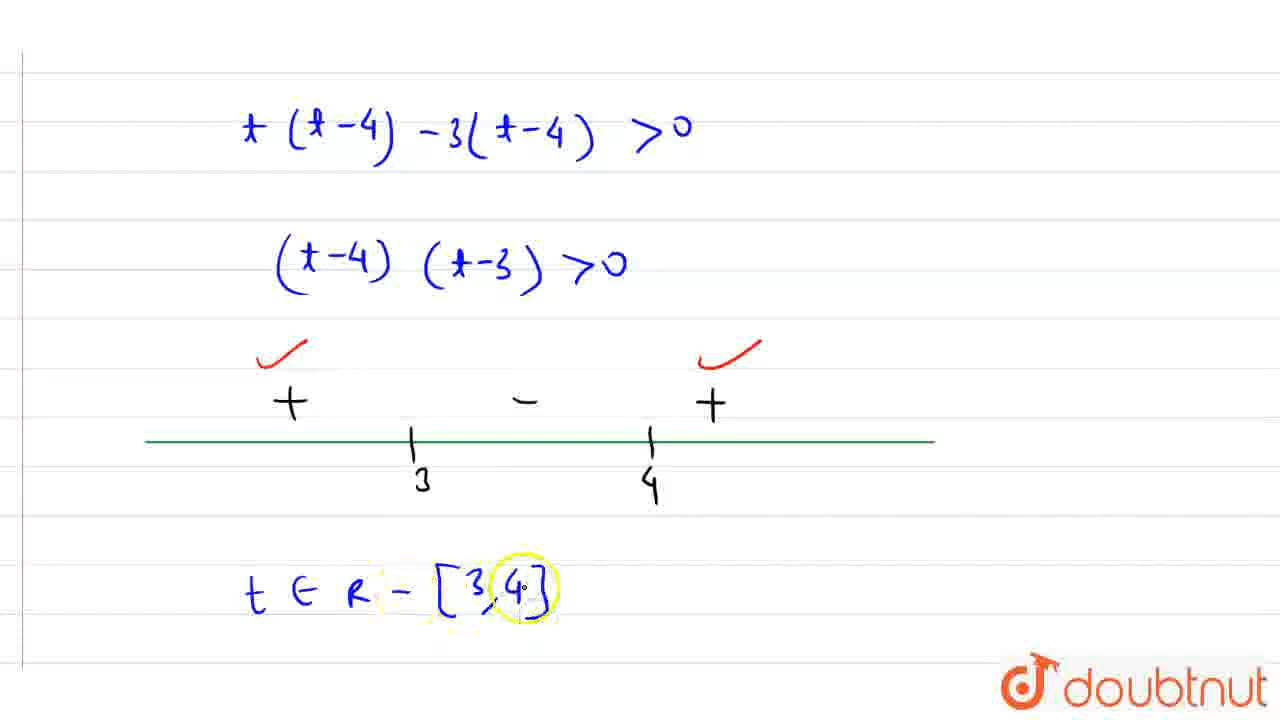 t (t-4) -3(t-4) >0
(t-4) (t-3) >0
+ - +
3 4
t ∈ R - [3,4]
doubtnut